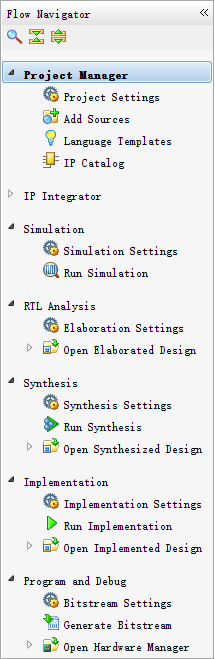 Flow Navigator
Project Manager
Project Settings
Add Sources
Language Templates
IP Catalog
IP Integrator
Simulation
Simulation Settings
Run Simulation
RTL Analysis
Elaboration Settings
Open Elaborated Design
Synthesis
Synthesis Settings
Run Synthesis
Open Synthesized Design
Implementation
Implementation Settings
Run Implementation
Open Implemented Design
Program and Debug
Bitstream Settings
Generate Bitstream
Open Hardware Manager